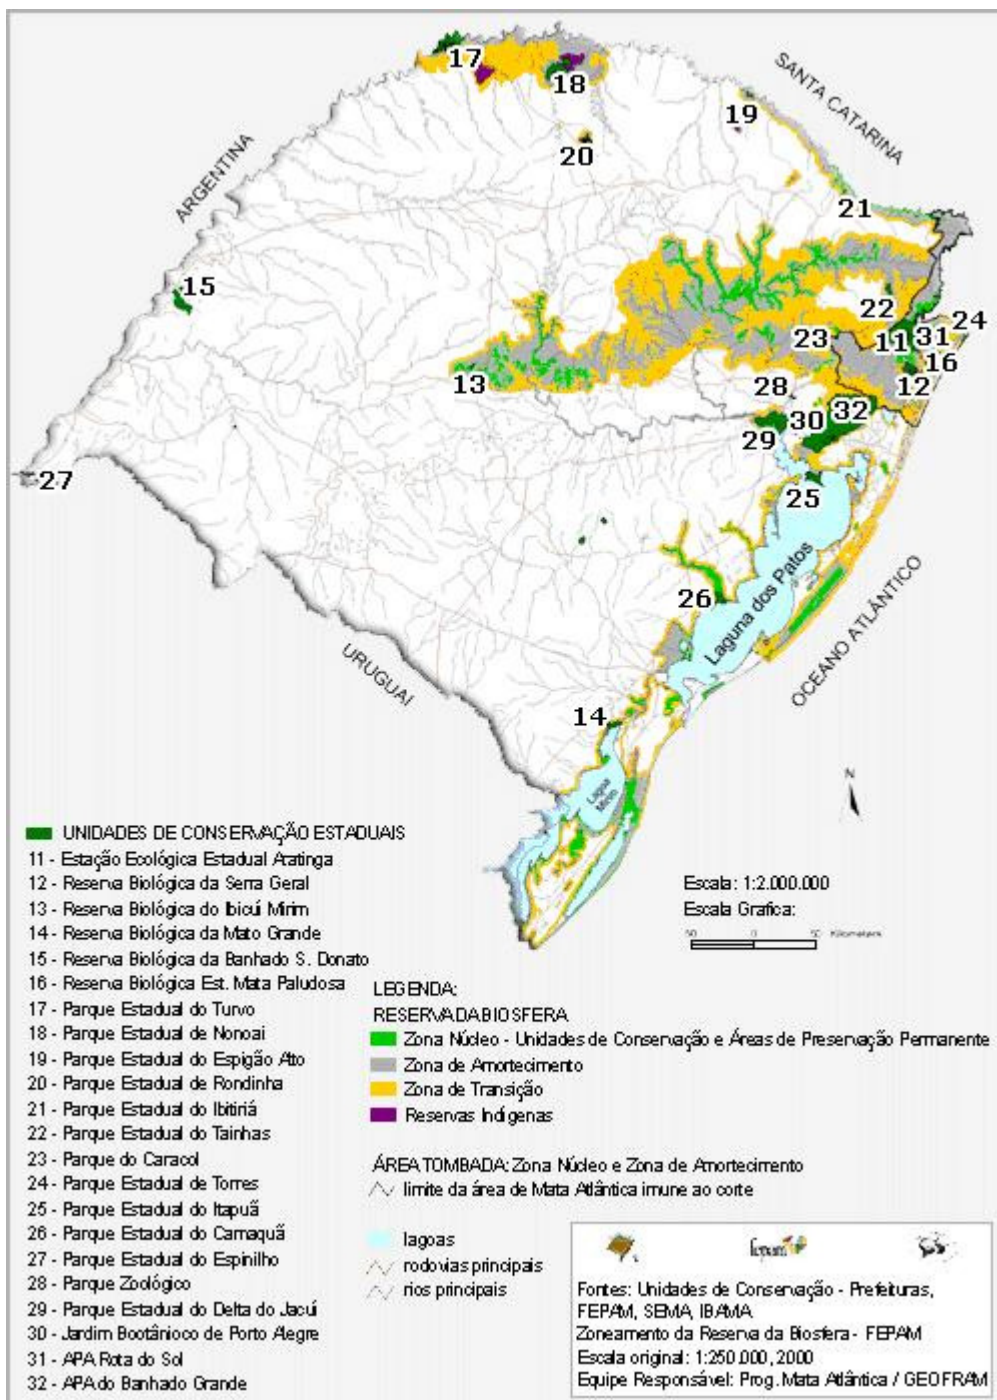 17
18
SANTA CATARINA
19
20
ARGENTINA
21
15
22
24
23
11
31
16
13
28
12
30
32
29
27
25
Laguna dos Patos
26
OCEANO ATLÂNTICO
URUGUAI
14
N
Lagoa Mirim
UNIDADES DE CONSERVAÇÃO ESTADUAIS
11 - Estação Ecológica Estadual Aratinga
12 - Reserva Biológica da Serra Geral
13 - Reserva Biológica do Ibicuí Mirim
14 - Reserva Biológica da Mato Grande
15 - Reserva Biológica da Banhado S. Donato
16 - Reserva Biológica Est. Mata Paludosa
17 - Parque Estadual do Turvo
18 - Parque Estadual de Nonoai
19 - Parque Estadual do Espigão Alto
20 - Parque Estadual de Rondinha
21 - Parque Estadual do Ibitiriá
22 - Parque Estadual do Tainhas
23 - Parque do Caracol
24 - Parque Estadual de Torres
25 - Parque Estadual do Itapuã
26 - Parque Estadual do Camaquã
27 - Parque Estadual do Espinilho
28 - Parque Zoológico
29 - Parque Estadual do Delta do Jacuí
30 - Jardim Bootânioco de Porto Alegre
31 - APA Rota do Sol
32 - APA do Banhado Grande
Escala: 1:2.000.000
Escala Grafica:
50 0 50 Kilometers
LEGENDA:
RESERVA DA BIOSFERA
Zona Núcleo - Unidades de Conservação e Áreas de Preservação Permanente
Zona de Amortecimento
Zona de Transição
Reservas Indígenas
ÁREA TOMBADA: Zona Núcleo e Zona de Amortecimento
limite da área de Mata Atlântica imune ao corte
lagoas
rodovias principais
rios principais
fepam
Fontes: Unidades de Conservação - Prefeituras,
FEPAM, SEMA, IBAMA
Zoneamento da Reserva da Biosfera - FEPAM
Escala original: 1:250.000, 2000
Equipe Responsável: Prog. Mata Atlântica / GEOFRAM